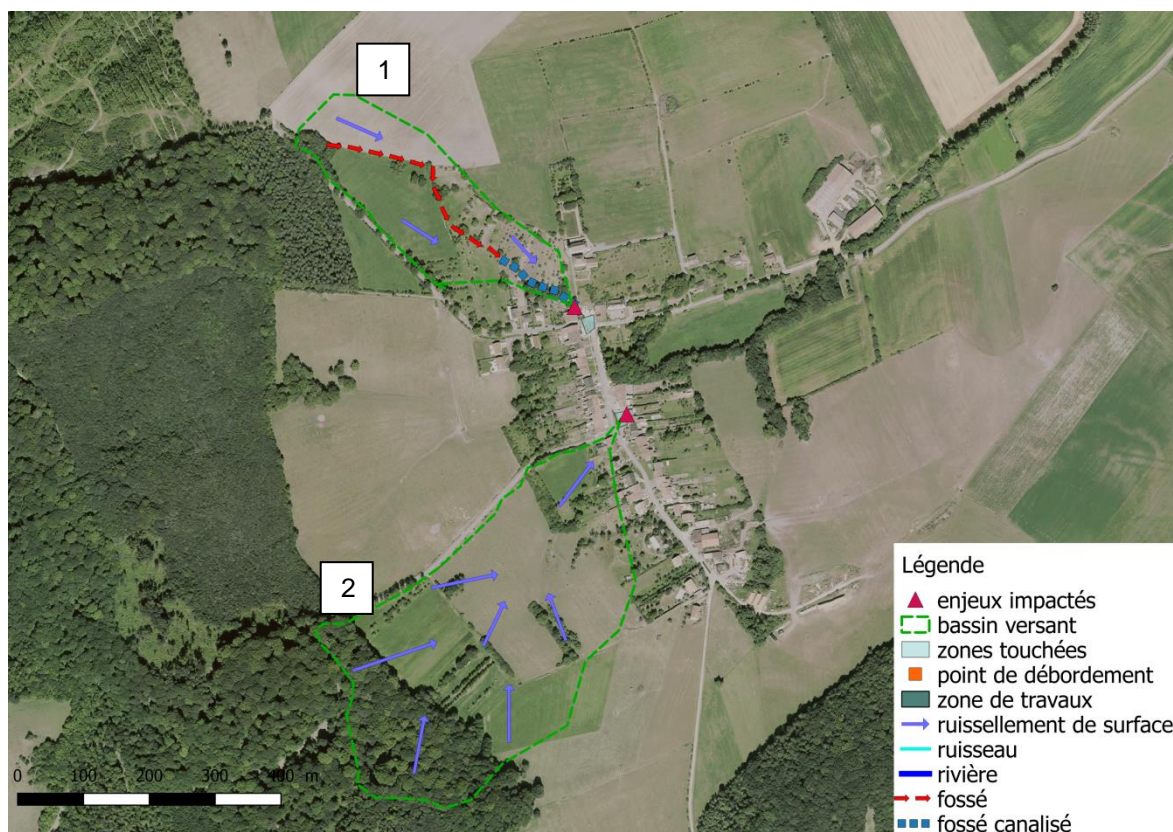 1
2
0 100 200 300 400 m
Légende
enjeux impactés
bassin versant
zones touchées
point de débordement
zone de travaux
ruissellement de surface
ruisseau
rivière
fossé
fossé canalisé